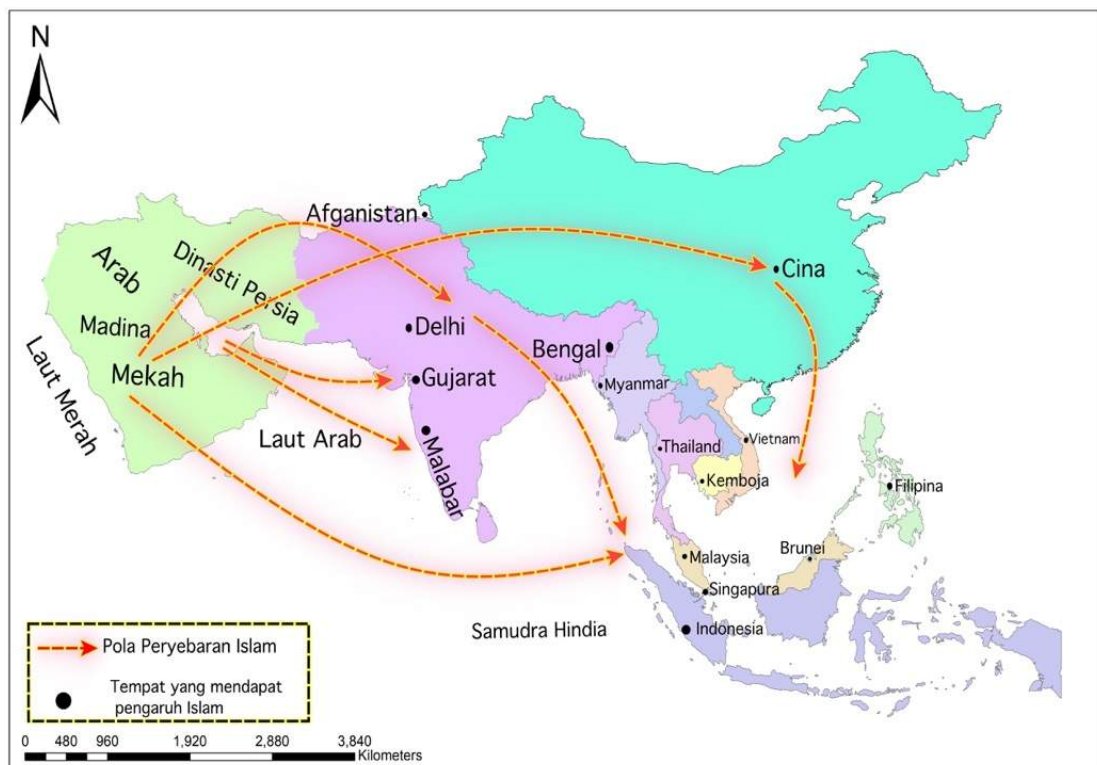 N
Afganistan
Arab
Dinasti Persia
Cina
Madina
Delhi
Bengal
Mekah
Gujarat
Myanmar
Laut Merah
Laut Arab
Malabar
Thailand
Vietnam
Kemboja
Filipina
Malaysia
Brunei
Singapura
Samudra Hindia
Indonesia
Pola Peryebaran Islam
Tempat yang mendapat
pengaruh Islam
0 480 960 1,920 2,880 3,840
Kilometers